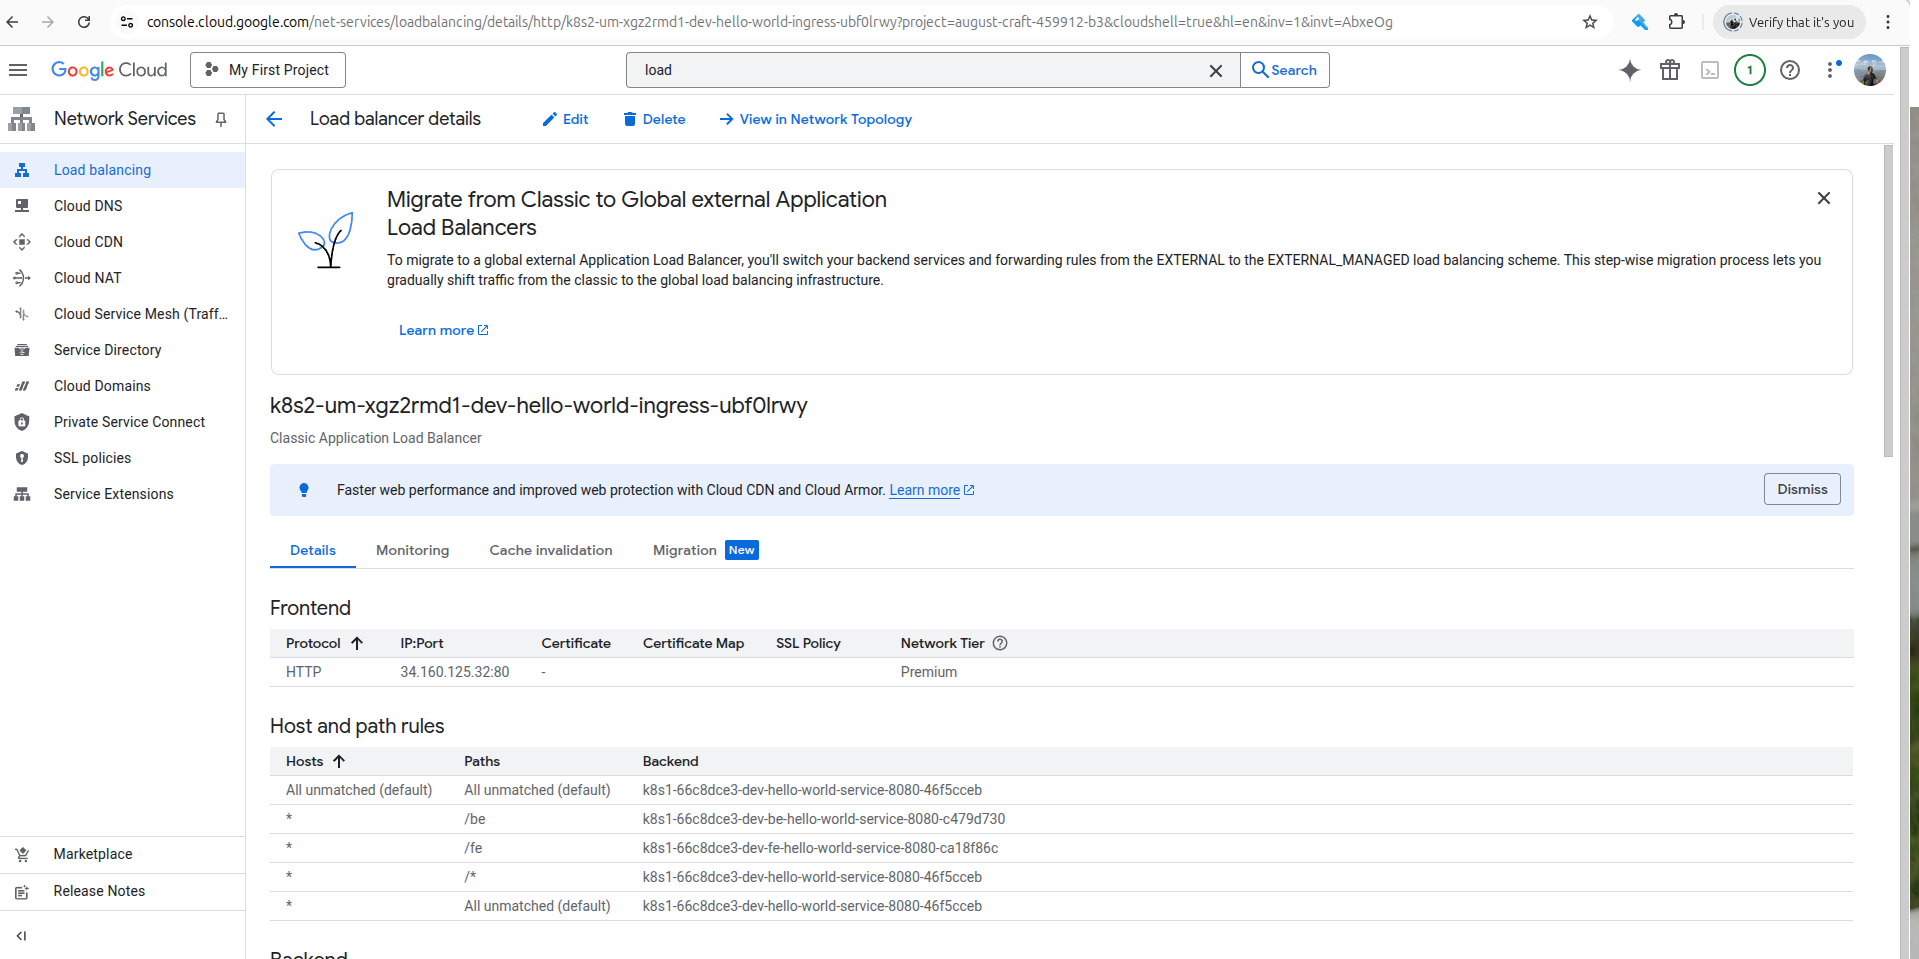 console.cloud.google.com/net-services/loadbalancing/details/http/k8s2-um-xgz2rmd1-dev-hello-world-ingress-ubf0lrwy?project=august-craft-459912-b3&cloudshell=true&hl=en&inv=1&invt=AbxeOg
Verify that it's you
Google Cloud
My First Project
load
Search
1
Network Services
Load balancer details
Edit
Delete
View in Network Topology
Load balancing
Cloud DNS
Cloud CDN
Cloud NAT
Cloud Service Mesh (Traff...
Service Directory
Cloud Domains
Private Service Connect
SSL policies
Service Extensions
Marketplace
Release Notes
Migrate from Classic to Global external Application
Load Balancers
To migrate to a global external Application Load Balancer, you'll switch your backend services and forwarding rules from the EXTERNAL to the EXTERNAL_MANAGED load balancing scheme. This step-wise migration process lets you
gradually shift traffic from the classic to the global load balancing infrastructure.
Learn more
k8s2-um-xgz2rmd1-dev-hello-world-ingress-ubf0lrwy
Classic Application Load Balancer
Faster web performance and improved web protection with Cloud CDN and Cloud Armor. Learn more
Dismiss
Details Monitoring Cache invalidation Migration New
Frontend
Protocol IP:Port Certificate Certificate Map SSL Policy Network Tier
HTTP 34.160.125.32:80 - Premium
Host and path rules
Hosts Paths Backend
All unmatched (default) All unmatched (default) k8s1-66c8dce3-dev-hello-world-service-8080-46f5cceb
* /be k8s1-66c8dce3-dev-be-hello-world-service-8080-c479d730
* /fe k8s1-66c8dce3-dev-fe-hello-world-service-8080-ca18f86c
* /* k8s1-66c8dce3-dev-hello-world-service-8080-46f5cceb
* All unmatched (default) k8s1-66c8dce3-dev-hello-world-service-8080-46f5cceb
Backend